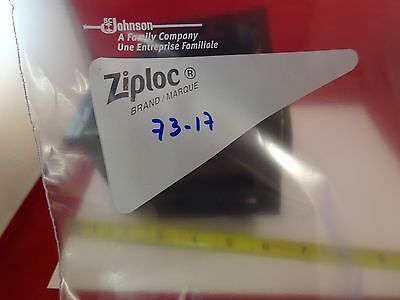 SC Johnson
A Family Company
Une Entreprise Familiale
Ziploc ®
BRAND / MARQUE
73-17